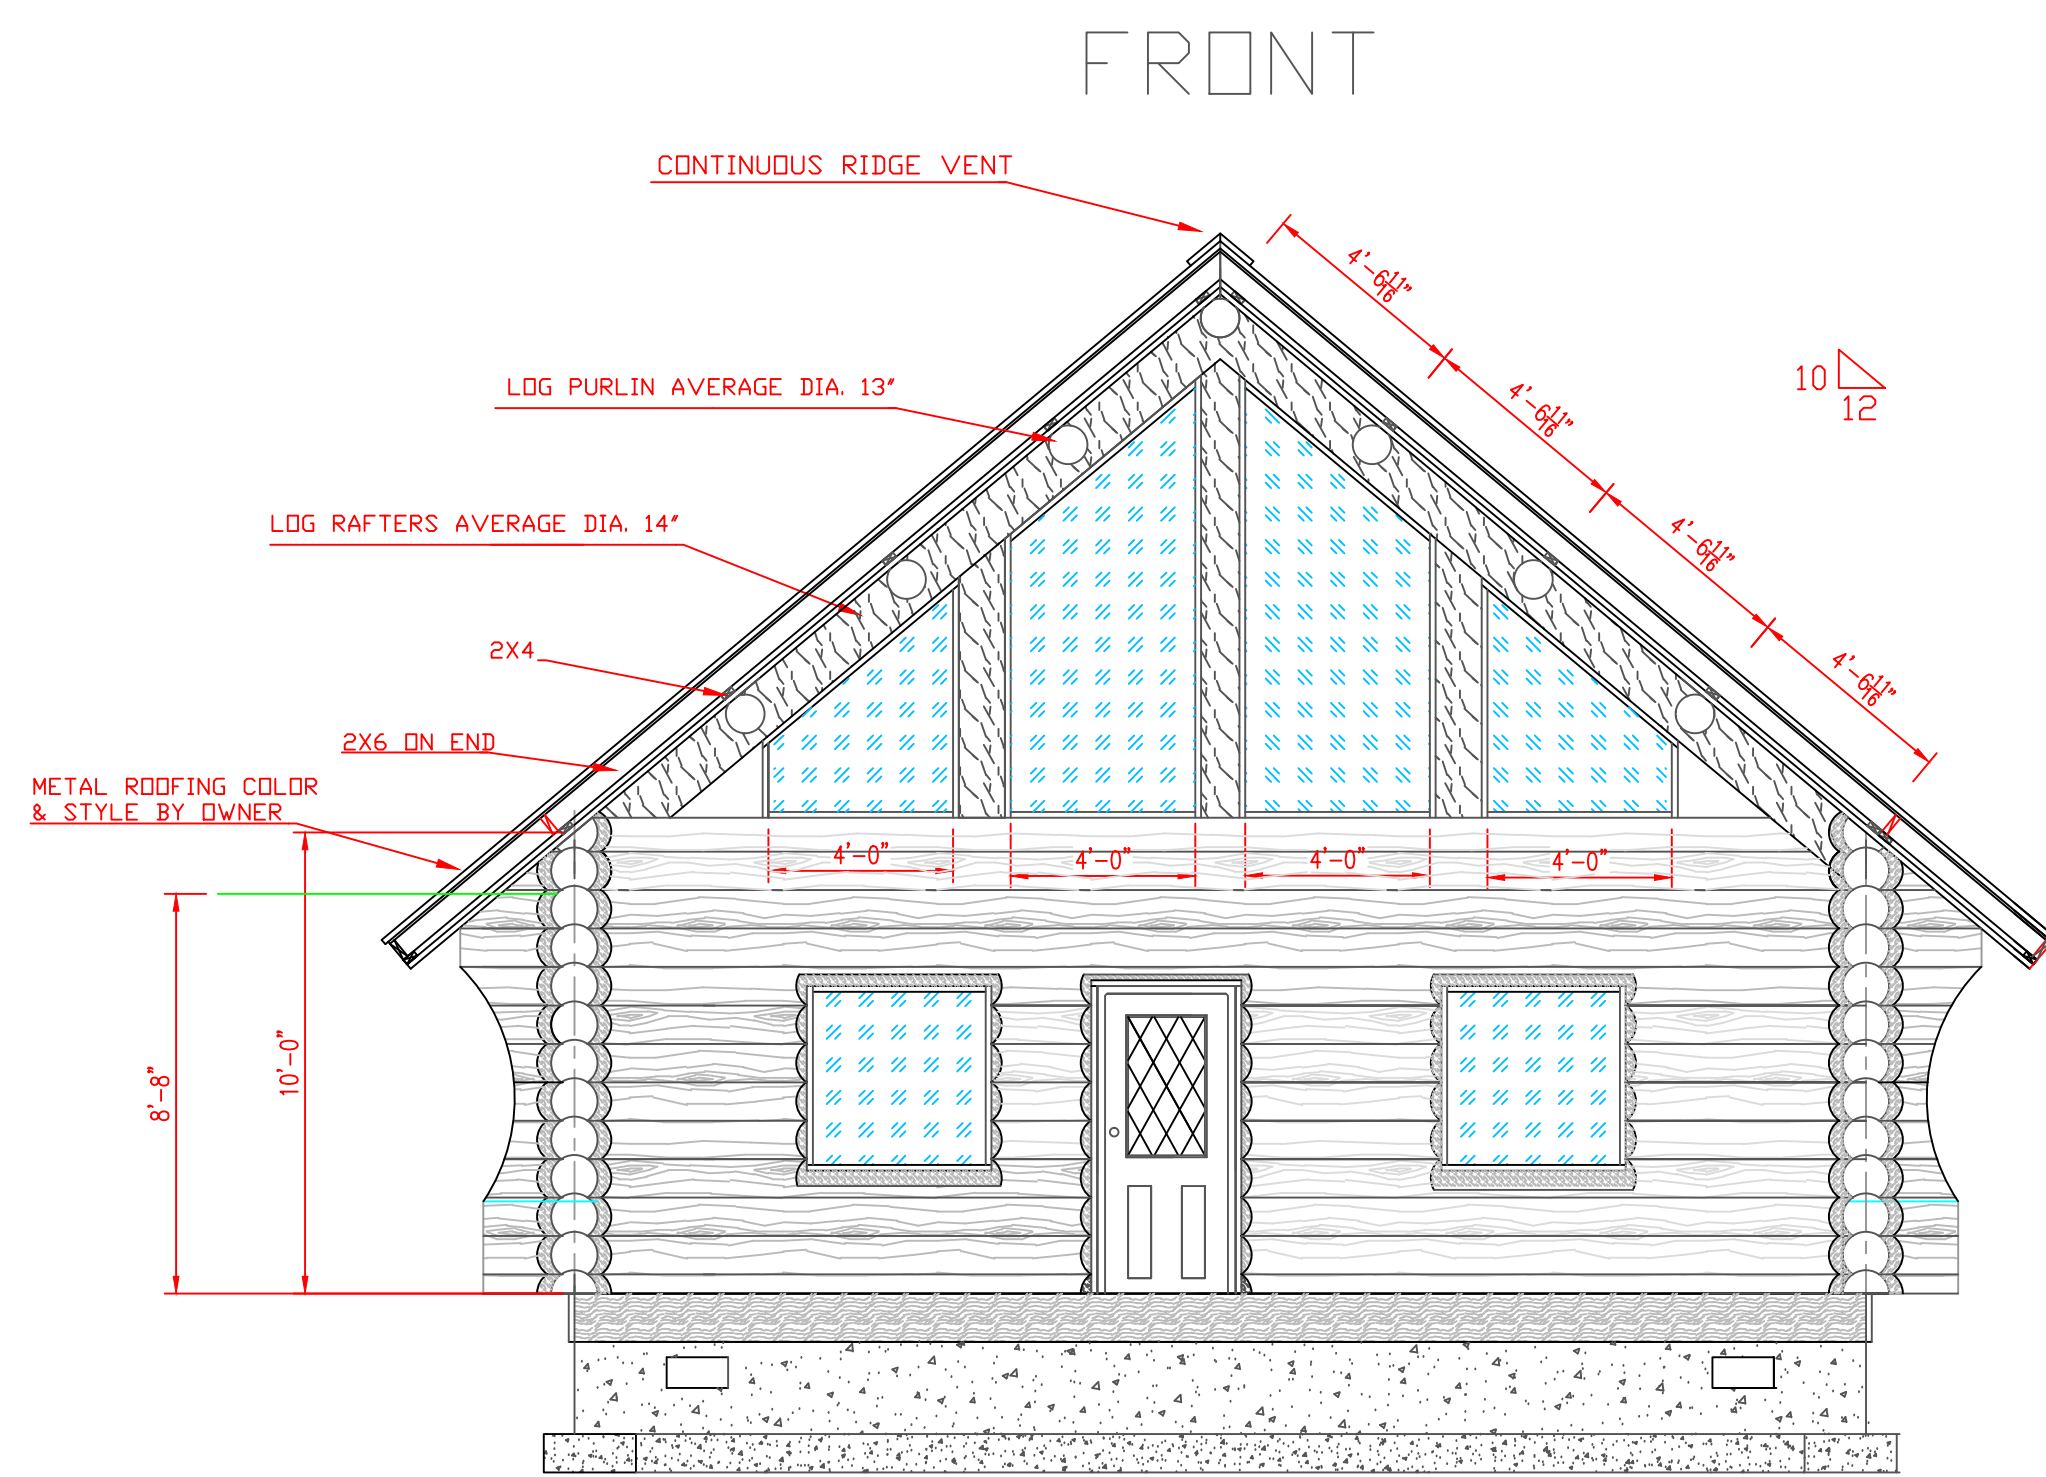 FRONT
CONTINUOUS RIDGE VENT
4'-6 11/16"
LOG PURLIN AVERAGE DIA. 13"
10
12
4'-6 11/16"
LOG RAFTERS AVERAGE DIA. 14"
4'-6 11/16"
2X4
4'-6 11/16"
2X6 ON END
METAL ROOFING COLOR
& STYLE BY OWNER
4'-0"
4'-0"
4'-0"
4'-0"
8'-8"
10'-0"